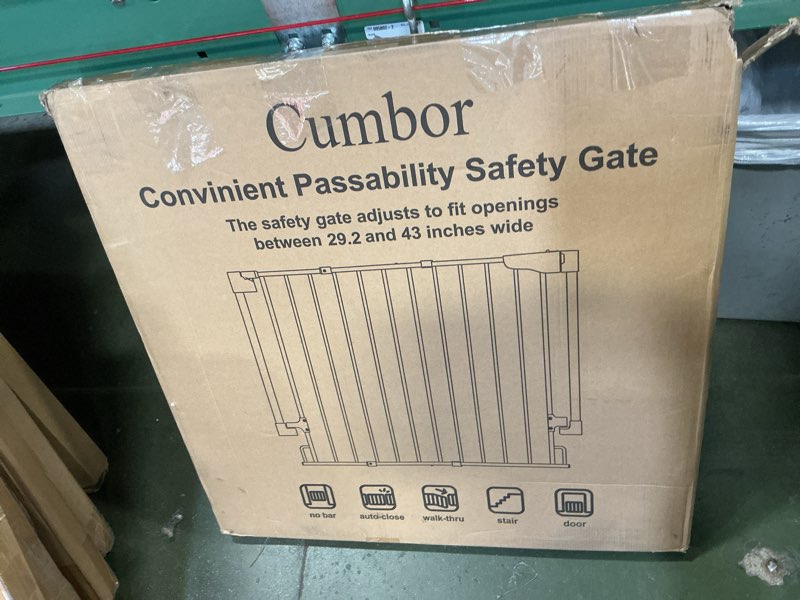 Cumbor
Convinient Passability Safety Gate
The safety gate adjusts to fit openings
between 29.2 and 43 inches wide
no bar auto-close walk-thru stair door